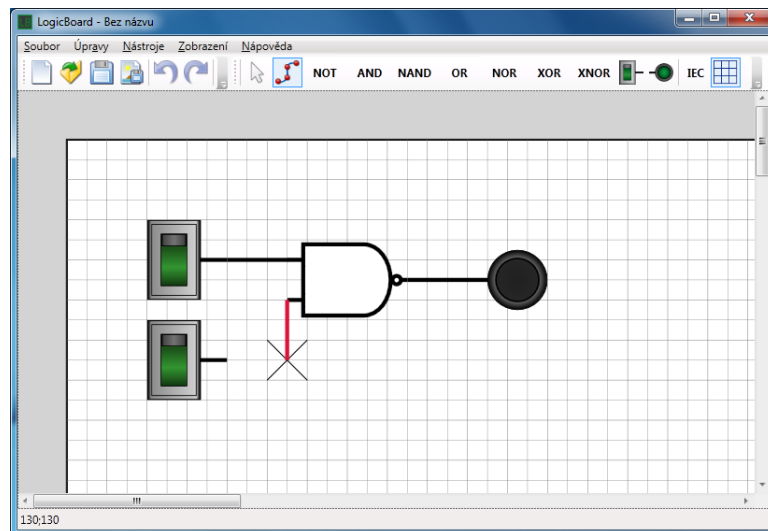 LogicBoard - Bez názvu
Soubor Úpravy Nástroje Zobrazení Nápověda
NOT AND NAND OR NOR XOR XNOR IEC
130;130